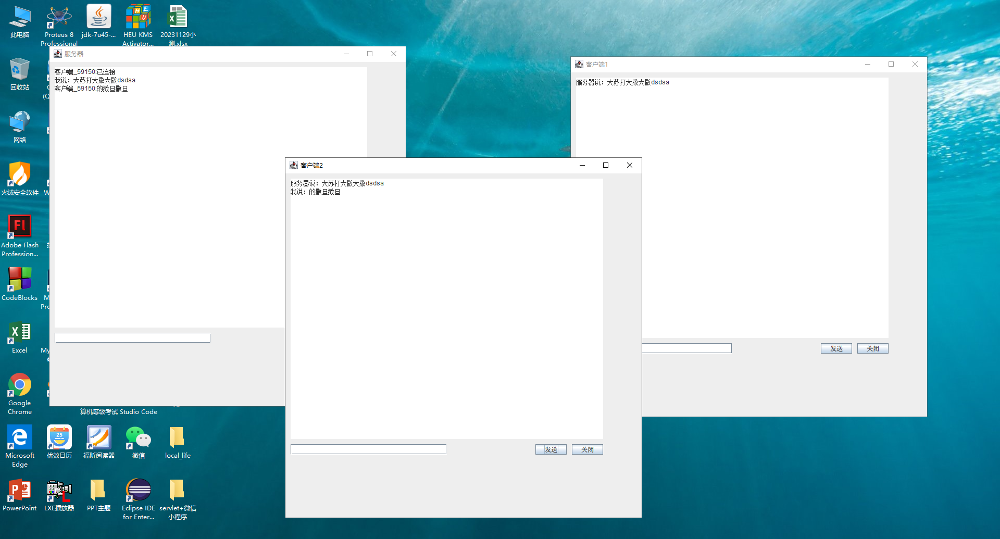 此电脑
Proteus 8
Professional
jdk-7u45-...
HEU KMS
Activator...
20231129小
测.xlsx
回收站
网络
火绒安全软件
Adobe Flash
Profession...
CodeBlocks
Excel
Google
Chrome
算机等级考试 Studio Code
Microsoft
Edge
优效日历
福昕阅读器
微信
local_life
PowerPoint
LXE播放器
PPT主题
Eclipse IDE
for Enter...
servlet+微信
小程序
服务器
客户端_59150:已连接
我说：大苏打大撒大撒dsdsa
客户端_59150:的撒旦撒旦
客户端2
服务器说：大苏打大撒大撒dsdsa
我说：的撒旦撒旦
发送
关闭
客户端1
服务器说：大苏打大撒大撒dsdsa
发送
关闭